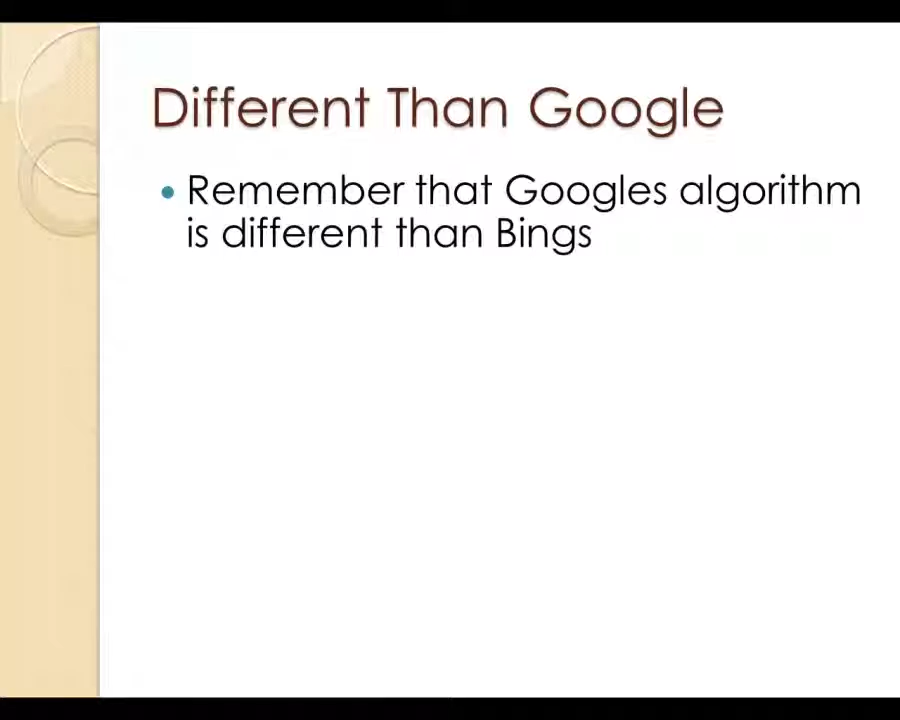 Different Than Google
• Remember that Googles algorithm
is different than Bings